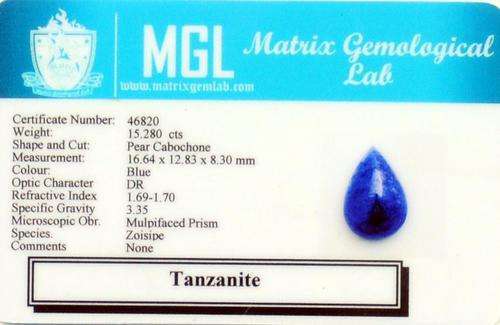 MGL
Matrix Gemological
Lab
www.matrixgemlab.com
Certificate Number: 46820
Weight: 15.280 cts
Shape and Cut: Pear Cabochone
Measurement: 16.64 x 12.83 x 8.30 mm
Colour: Blue
Optic Character DR
Refractive Index 1.69-1.70
Specific Gravity 3.35
Microscopic Obr. Mulpifaced Prism
Species. Zoisipe
Comments None
Tanzanite